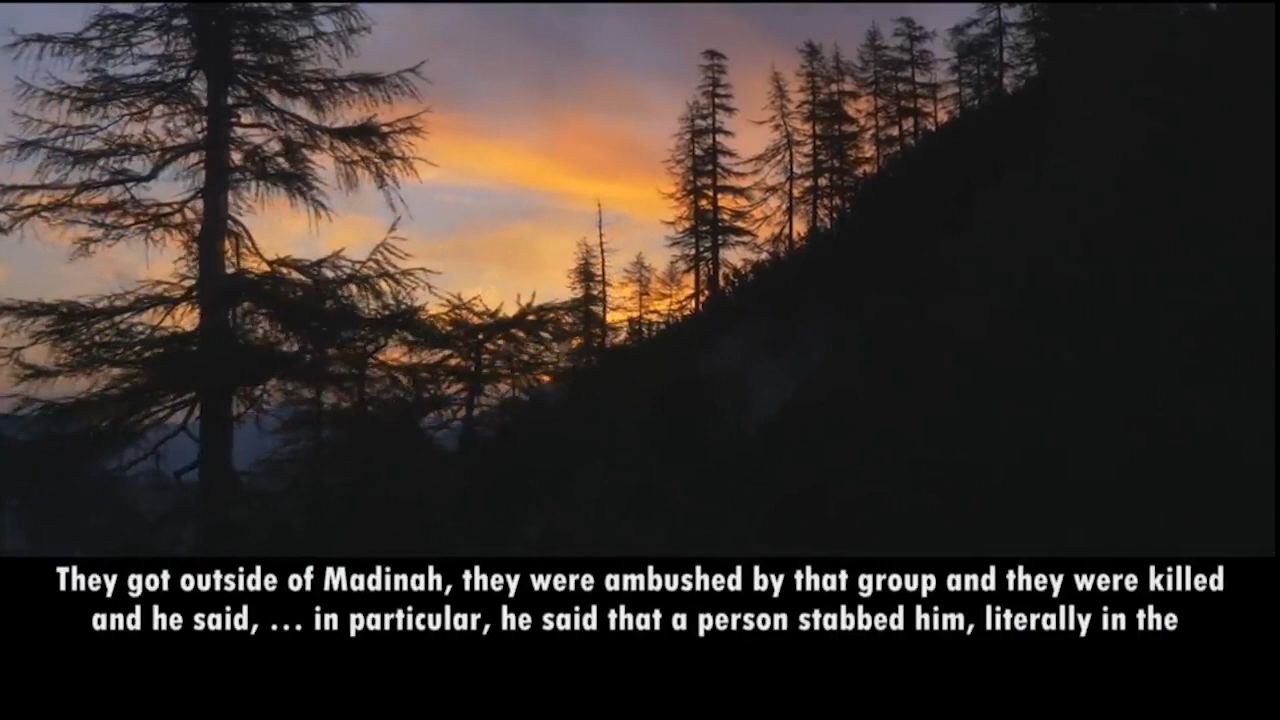 They got outside of Madinah, they were ambushed by that group and they were killed
and he said, … in particular, he said that a person stabbed him, literally in the